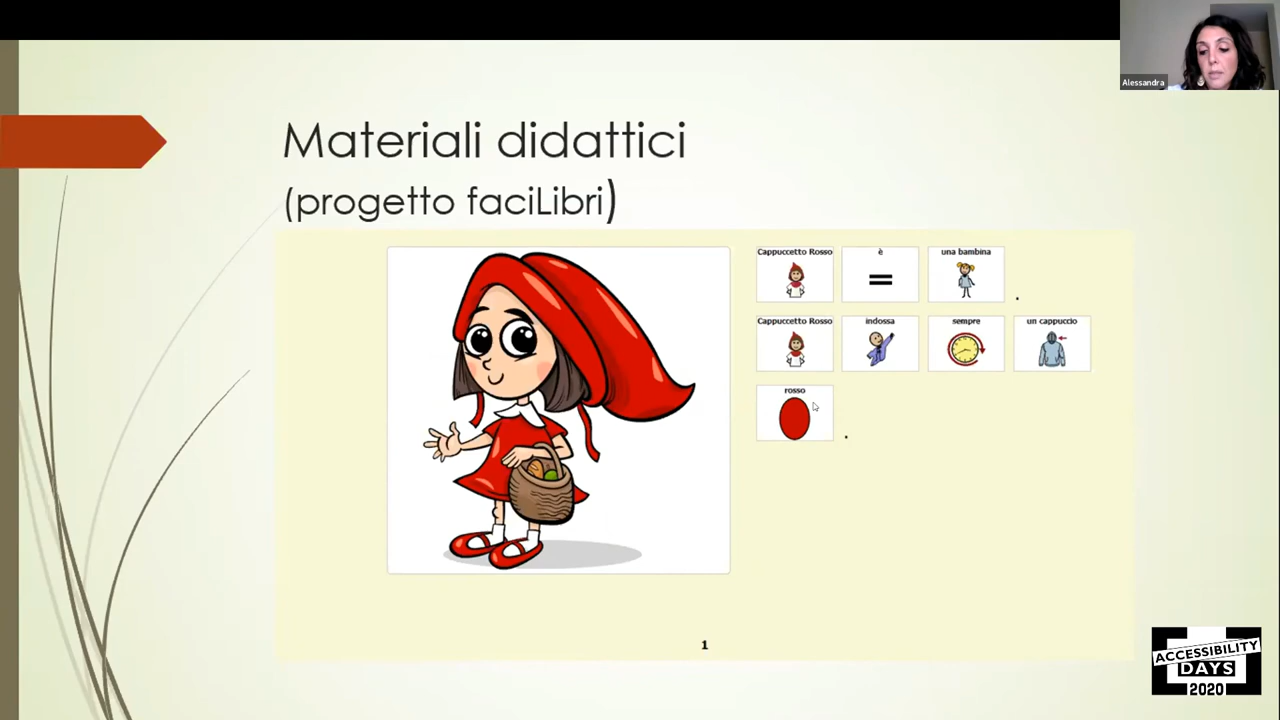 Alessandra
Materiali didattici
(progetto faciLibri)
Cappuccetto Rosso è una bambina .
Cappuccetto Rosso indossa sempre un cappuccio
rosso .
1
ACCESSIBILITY
DAYS
2020